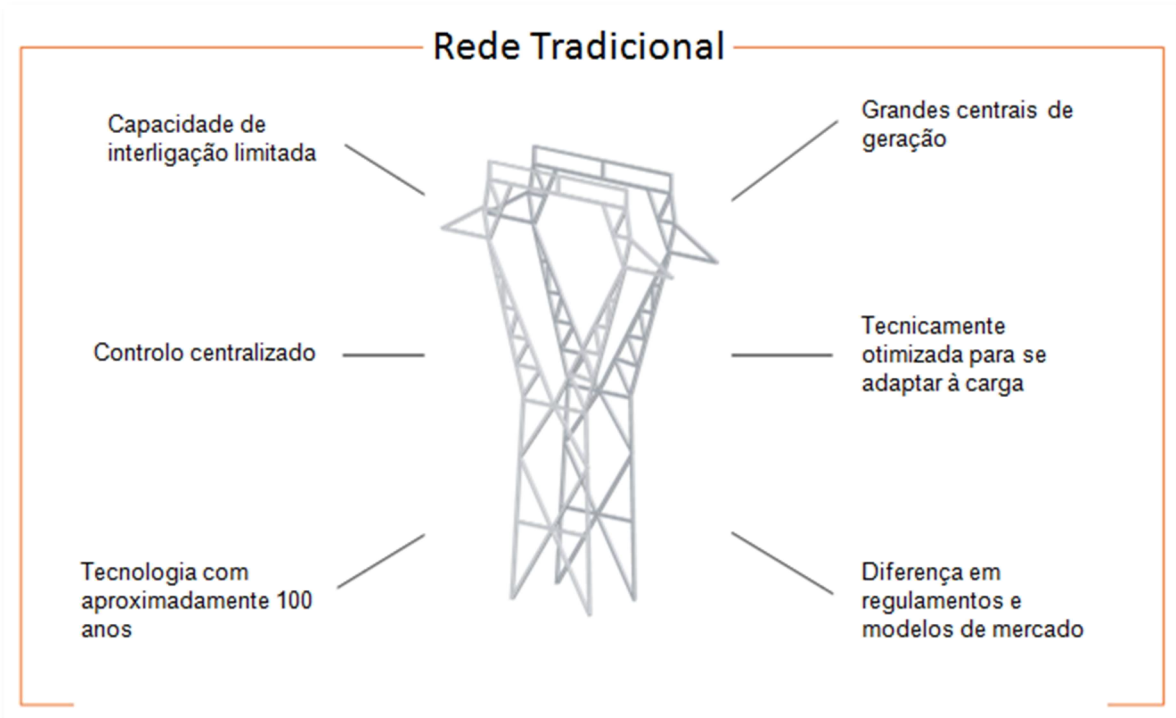 Rede Tradicional
Capacidade de
interligação limitada
Grandes centrais de
geração
Controlo centralizado
Tecnicamente
otimizada para se
adaptar à carga
Tecnologia com
aproximadamente 100
anos
Diferença em
regulamentos e
modelos de mercado